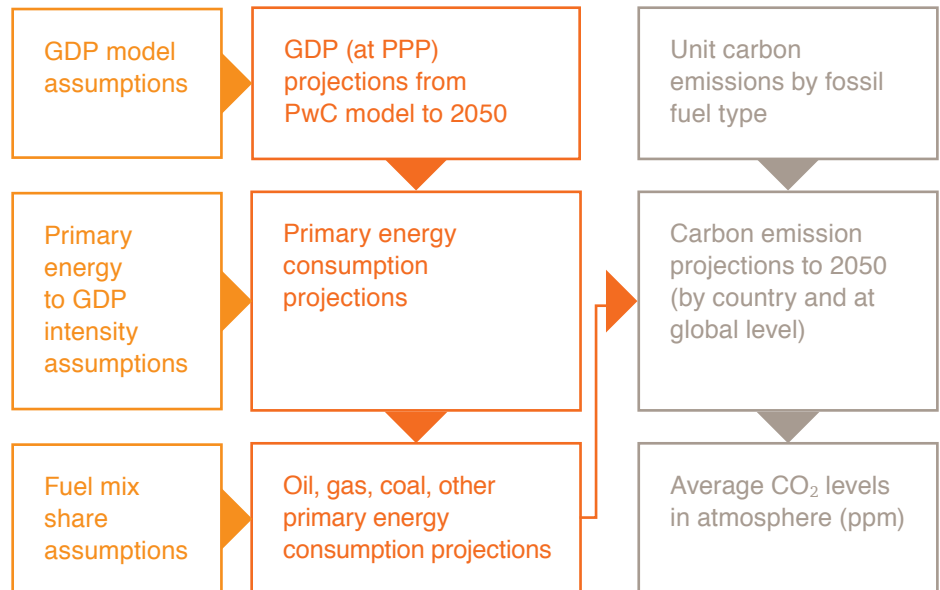 GDP model
assumptions
GDP (at PPP)
projections from
PwC model to 2050
Unit carbon
emissions by fossil
fuel type
Primary
energy
to GDP
intensity
assumptions
Primary energy
consumption
projections
Carbon emission
projections to 2050
(by country and at
global level)
Fuel mix
share
assumptions
Oil, gas, coal, other
primary energy
consumption projections
Average CO₂ levels
in atmosphere (ppm)